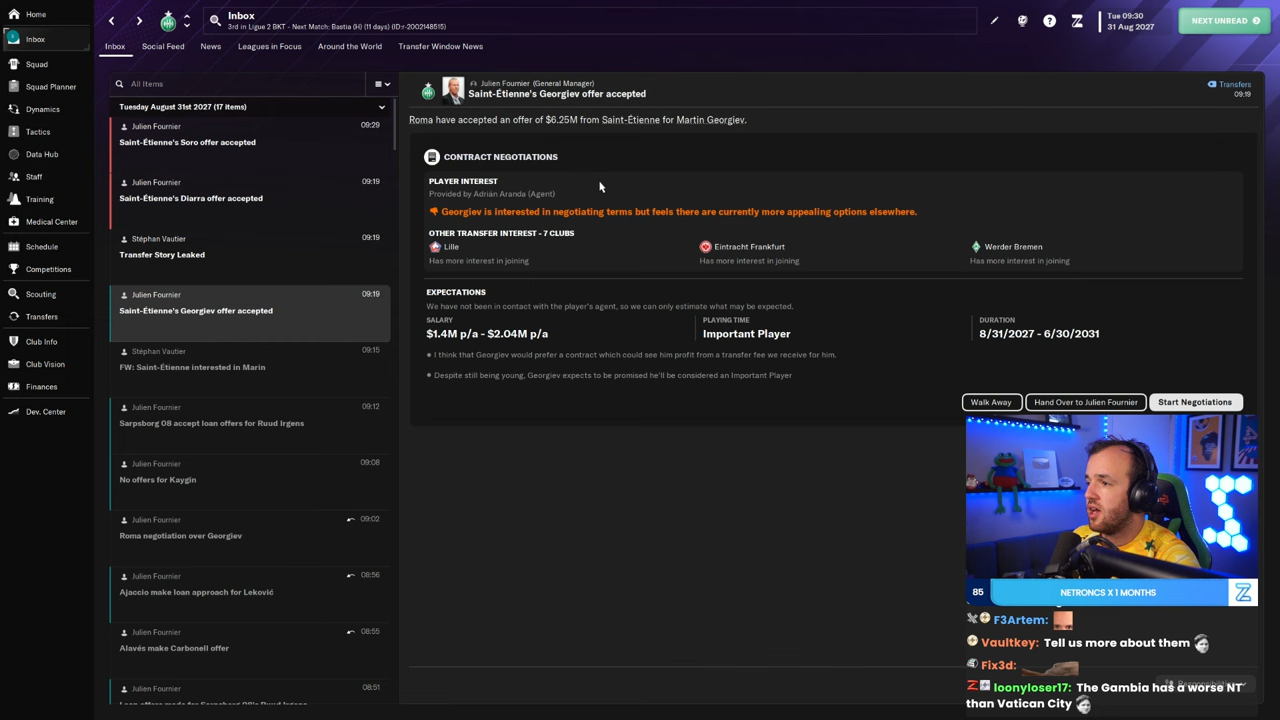 Home
Inbox
Squad
Squad Planner
Dynamics
Tactics
Data Hub
Staff
Training
Medical Center
Schedule
Competitions
Scouting
Transfers
Club Info
Club Vision
Finances
Dev. Center
Inbox
3rd in Ligue 2 BKT - Next Match: Bastia (H) (11 days) (ID:r-2002148515)
Tue 09:30
31 Aug 2027
NEXT UNREAD
Inbox
Social Feed
News
Leagues in Focus
Around the World
Transfer Window News
All Items
Tuesday August 31st 2027 (17 items)
Julien Fournier 09:29
Saint-Étienne's Soro offer accepted
Julien Fournier 09:19
Saint-Étienne's Diarra offer accepted
Stéphan Vautier 09:19
Transfer Story Leaked
Julien Fournier 09:19
Saint-Étienne's Georgiev offer accepted
Stéphan Vautier 09:15
FW: Saint-Étienne interested in Marin
Julien Fournier 09:12
Sarpsborg 08 accept loan offers for Ruud Irgens
Julien Fournier 09:08
No offers for Kaygin
Julien Fournier 09:02
Roma negotiation over Georgiev
Julien Fournier 08:56
Ajaccio make loan approach for Leković
Julien Fournier 08:55
Alavés make Carbonell offer
Julien Fournier 08:51
Julien Fournier (General Manager)
Saint-Étienne's Georgiev offer accepted
Transfers
09:19
Roma have accepted an offer of $6.25M from Saint-Étienne for Martin Georgiev.
CONTRACT NEGOTIATIONS
PLAYER INTEREST
Provided by Adrián Aranda (Agent)
Georgiev is interested in negotiating terms but feels there are currently more appealing options elsewhere.
OTHER TRANSFER INTEREST - 7 CLUBS
Lille
Has more interest in joining
Eintracht Frankfurt
Has more interest in joining
Werder Bremen
Has more interest in joining
EXPECTATIONS
We have not been in contact with the player's agent, so we can only estimate what may be expected.
SALARY
$1.4M p/a - $2.04M p/a
PLAYING TIME
Important Player
DURATION
8/31/2027 - 6/30/2031
I think that Georgiev would prefer a contract which could see him profit from a transfer fee we receive for him.
Despite still being young, Georgiev expects to be promised he'll be considered an Important Player
Walk Away
Hand Over to Julien Fournier
Start Negotiations
85 NETRONCS X 1 MONTHS
F3Artem:
Vaultkey: Tell us more about them
Fix3d:
loonyloser17: The Gambia has a worse NT
than Vatican City